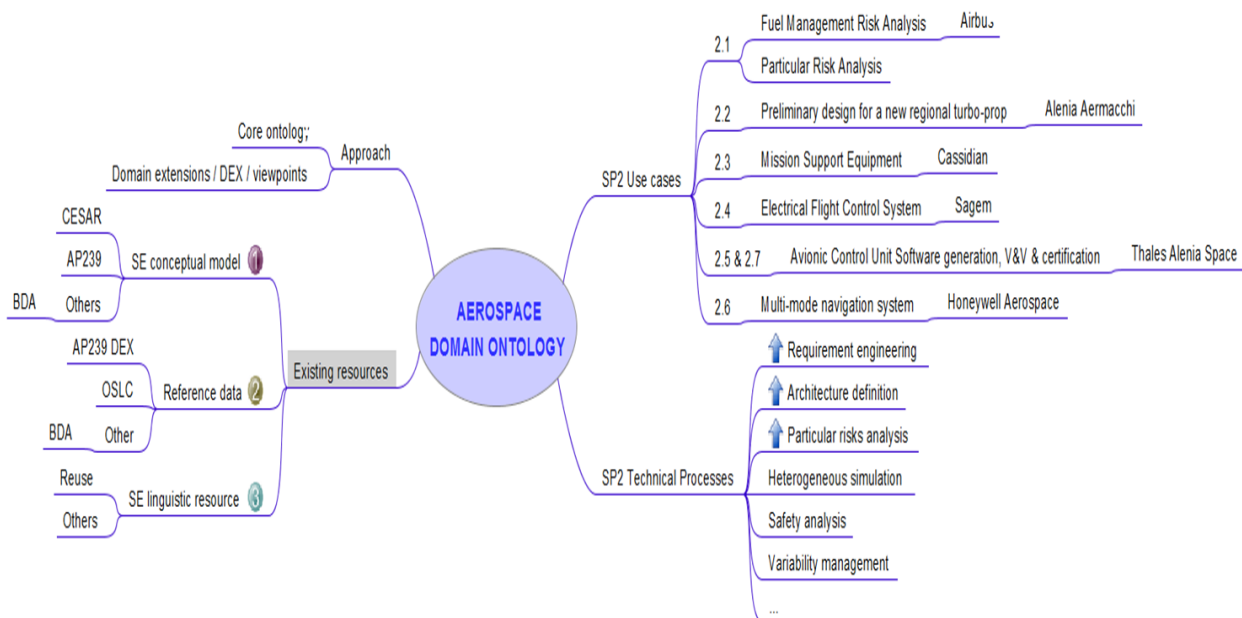 AEROSPACE
DOMAIN ONTOLOGY
Approach
Core ontology
Domain extensions / DEX / viewpoints
Existing resources
SE conceptual model 1
CESAR
AP239
Others
BDA
Reference data 2
AP239 DEX
OSLC
Other
BDA
SE linguistic resource 3
Reuse
Others
SP2 Use cases
2.1
Fuel Management Risk Analysis Airbus
Particular Risk Analysis
2.2 Preliminary design for a new regional turbo-prop Alenia Aermacchi
2.3 Mission Support Equipment Cassidian
2.4 Electrical Flight Control System Sagem
2.5 & 2.7 Avionic Control Unit Software generation, V&V & certification Thales Alenia Space
2.6 Multi-mode navigation system Honeywell Aerospace
SP2 Technical Processes
Requirement engineering
Architecture definition
Particular risks analysis
Heterogeneous simulation
Safety analysis
Variability management
...